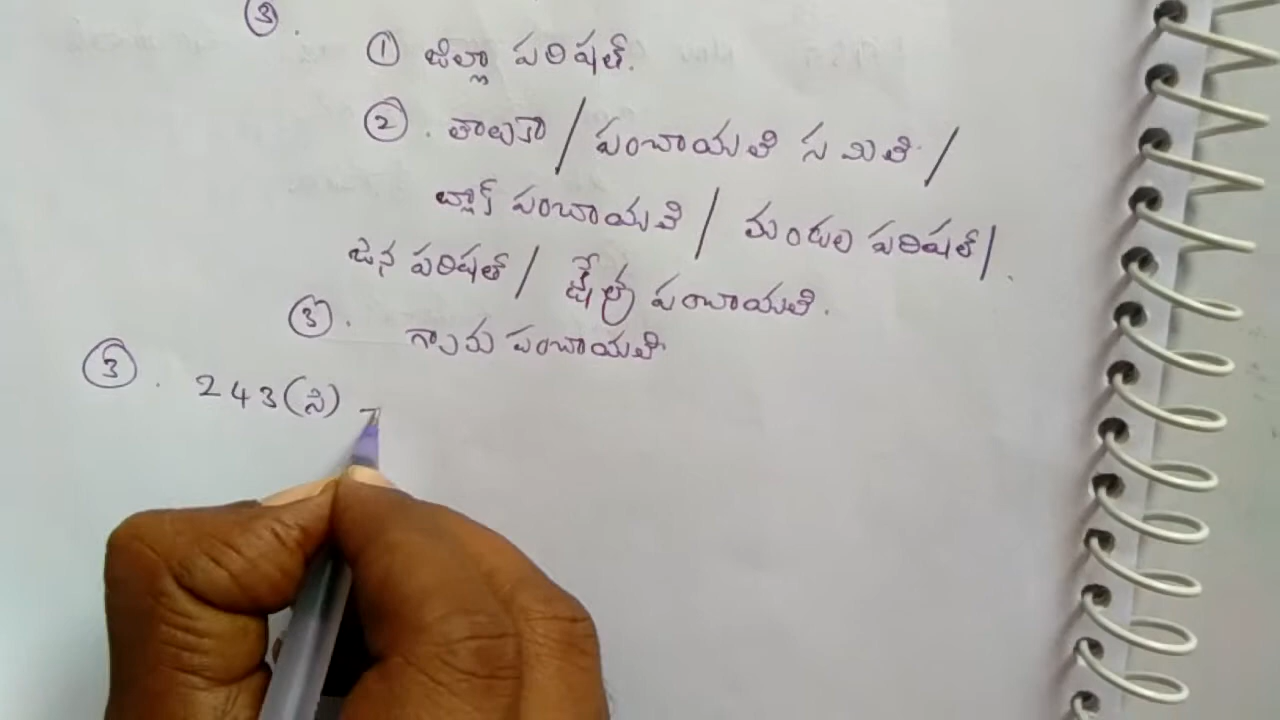 ③.
① జిల్లా పరిషత్.
②. తాలుకా / పంచాయతి సమితి /
బ్లాక్ పంచాయతి / మండల పరిషత్ / .
జన పరిషత్ / క్షేత్ర పంచాయతి.
③. గ్రామ పంచాయతి
③. 243(సి) -